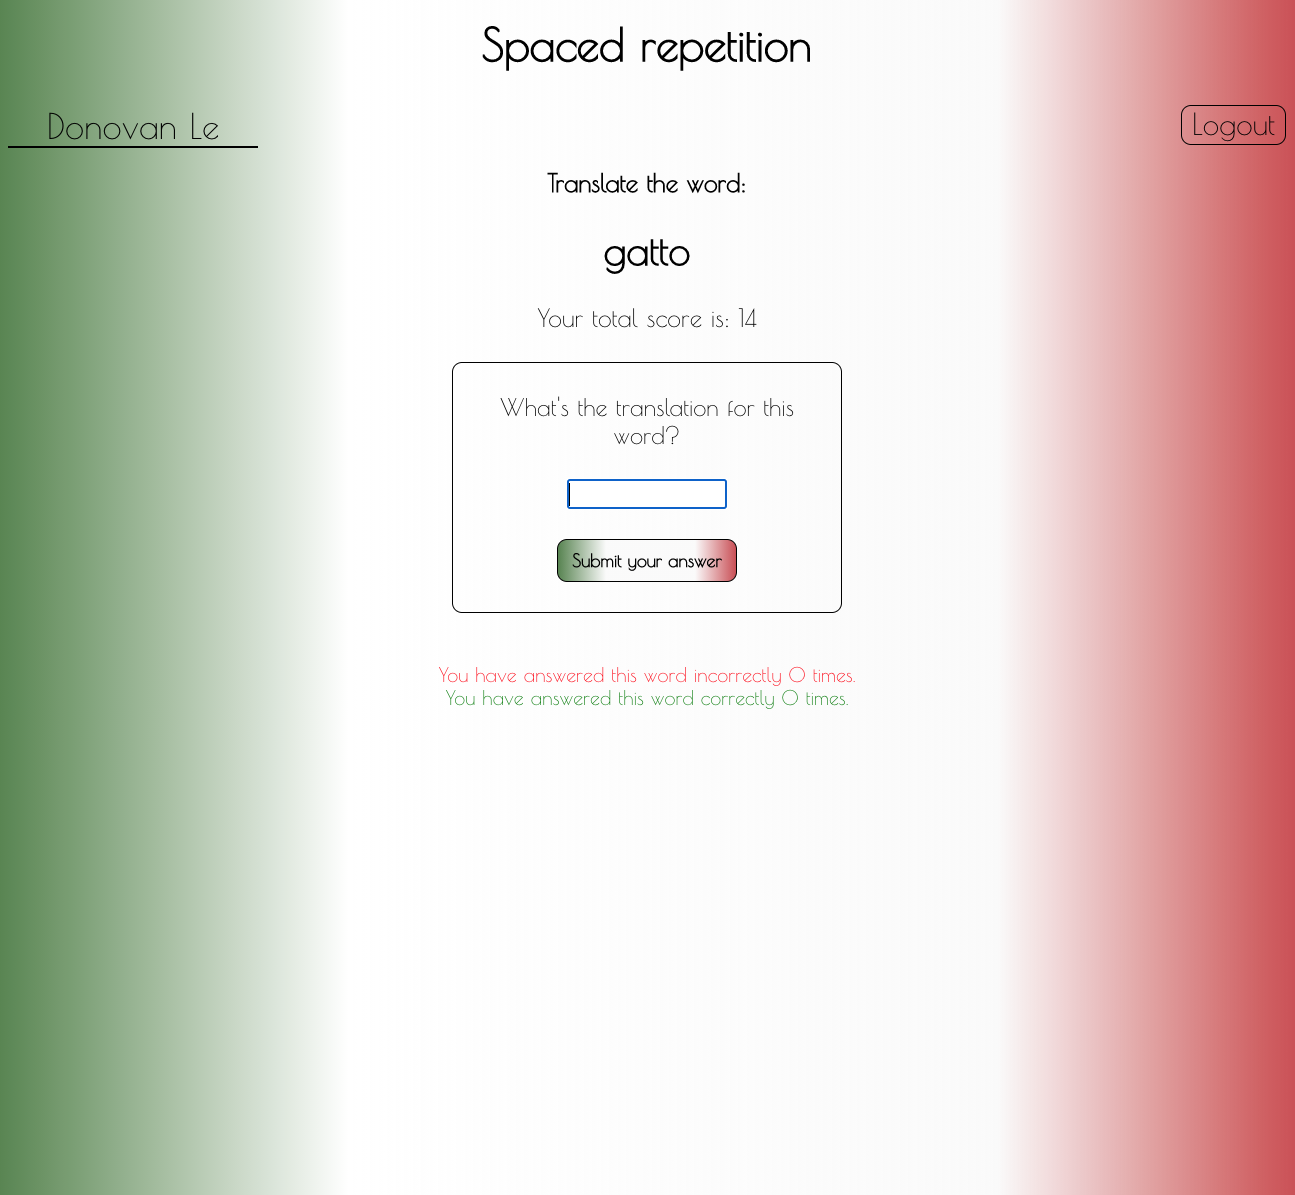 Spaced repetition
Donovan Le
Logout
Translate the word:
gatto
Your total score is: 14
What's the translation for this
word?
Submit your answer
You have answered this word incorrectly 0 times.
You have answered this word correctly 0 times.